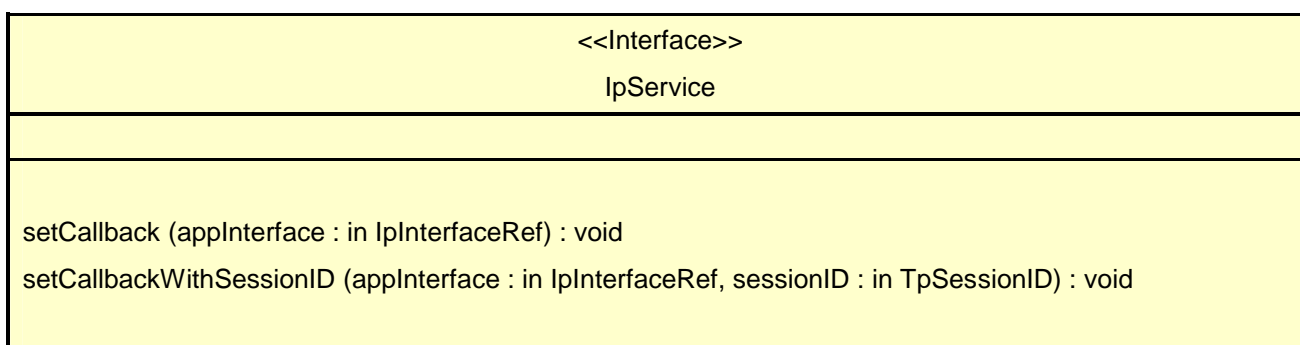 <<Interface>>
IpService
setCallback (appInterface : in IpInterfaceRef) : void
setCallbackWithSessionID (appInterface : in IpInterfaceRef, sessionID : in TpSessionID) : void